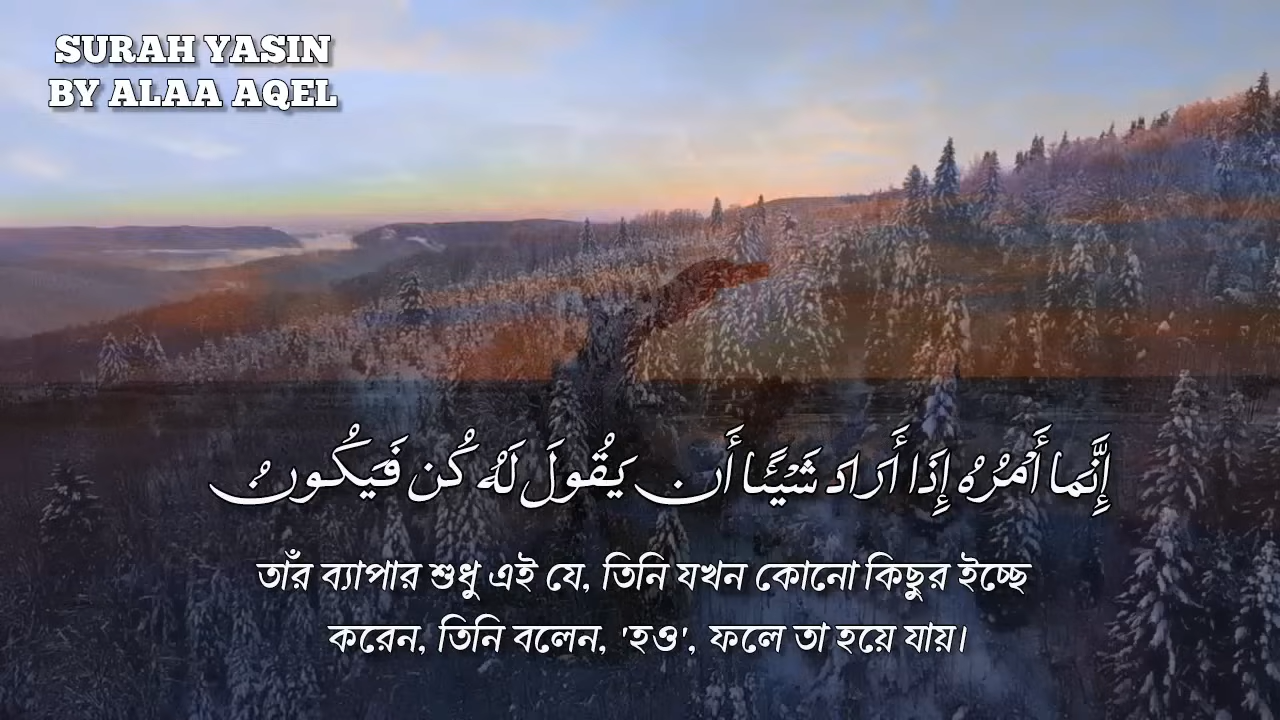 SURAH YASIN
BY ALAA AQEL
إِنَّمَا أَمْرُهُ إِذَا أَرَادَ شَيْئًا أَن يَقُولَ لَهُ كُن فَيَكُونُ
তাঁর ব্যাপার শুধু এই যে, তিনি যখন কোনো কিছুর ইচ্ছে
করেন, তিনি বলেন, 'হও', ফলে তা হয়ে যায়।